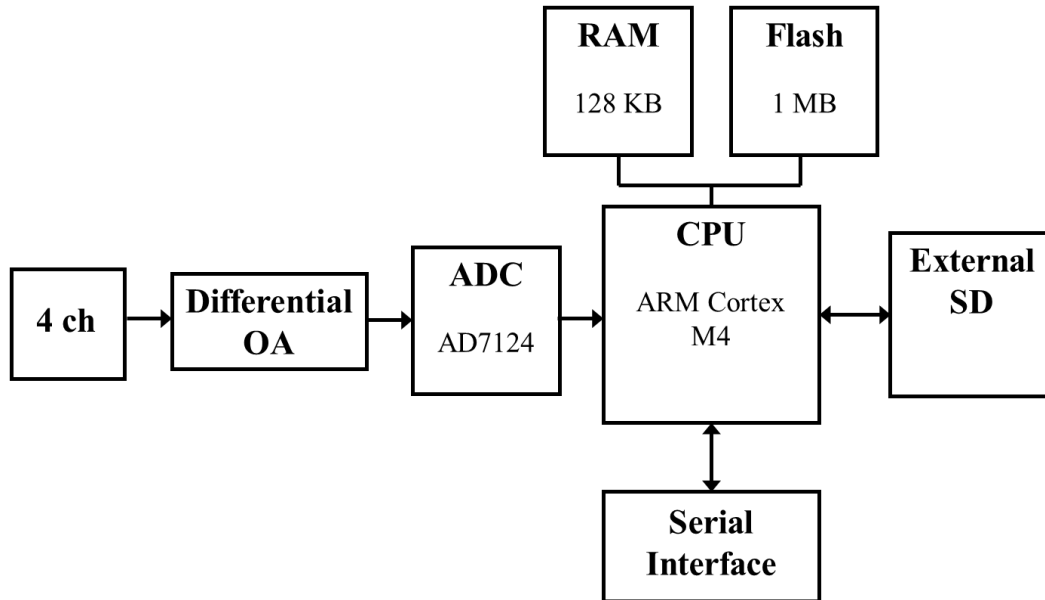 RAM
128 KB
Flash
1 MB
4 ch
Differential
OA
ADC
AD7124
CPU
ARM Cortex
M4
External
SD
Serial
Interface